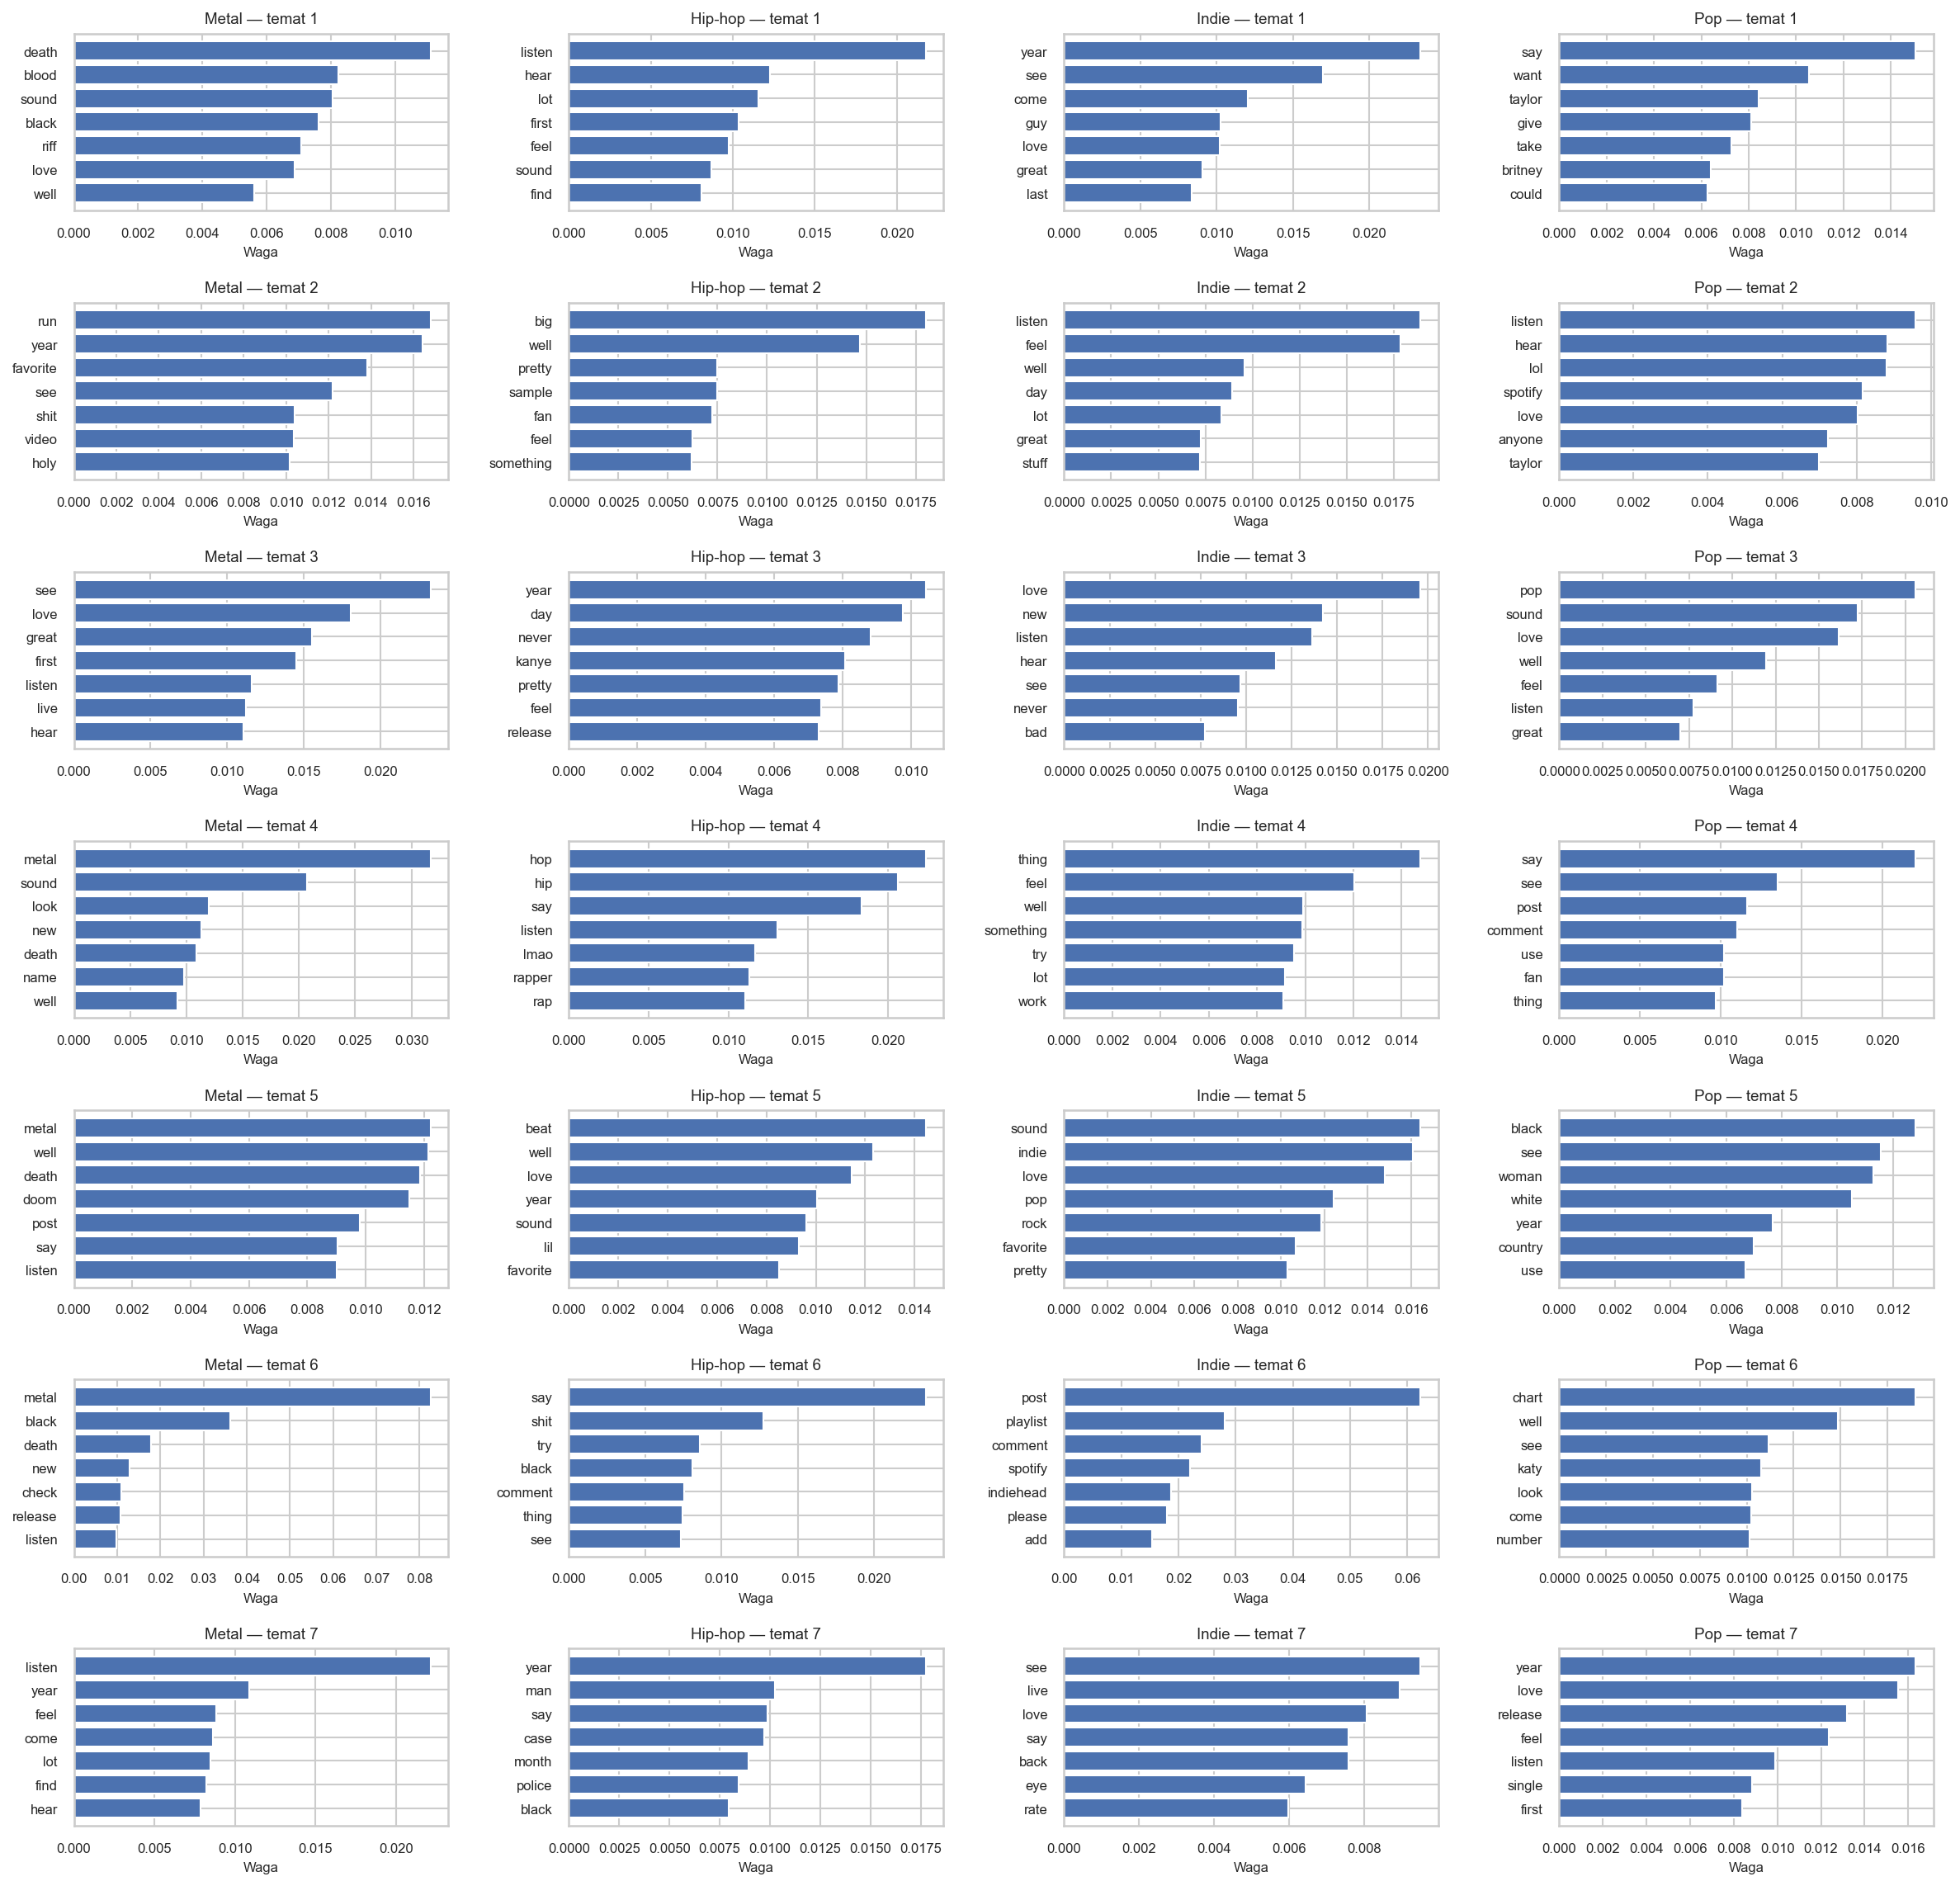 Metal — temat 1
death
blood
sound
black
riff
love
well
0.000 0.002 0.004 0.006 0.008 0.010
Waga
Hip-hop — temat 1
listen
hear
lot
first
feel
sound
find
0.000 0.005 0.010 0.015 0.020
Waga
Indie — temat 1
year
see
come
guy
love
great
last
0.000 0.005 0.010 0.015 0.020
Waga
Pop — temat 1
say
want
taylor
give
take
britney
could
0.000 0.002 0.004 0.006 0.008 0.010 0.012 0.014
Waga
Metal — temat 2
run
year
favorite
see
shit
video
holy
0.000 0.002 0.004 0.006 0.008 0.010 0.012 0.014 0.016
Waga
Hip-hop — temat 2
big
well
pretty
sample
fan
feel
something
0.0000 0.0025 0.0050 0.0075 0.0100 0.0125 0.0150 0.0175
Waga
Indie — temat 2
listen
feel
well
day
lot
great
stuff
0.0000 0.0025 0.0050 0.0075 0.0100 0.0125 0.0150 0.0175
Waga
Pop — temat 2
listen
hear
lol
spotify
love
anyone
taylor
0.000 0.002 0.004 0.006 0.008 0.010
Waga
Metal — temat 3
see
love
great
first
listen
live
hear
0.000 0.005 0.010 0.015 0.020
Waga
Hip-hop — temat 3
year
day
never
kanye
pretty
feel
release
0.000 0.002 0.004 0.006 0.008 0.010
Waga
Indie — temat 3
love
new
listen
hear
see
never
bad
0.0000 0.0025 0.0050 0.0075 0.0100 0.0125 0.0150 0.0175 0.0200
Waga
Pop — temat 3
pop
sound
love
well
feel
listen
great
0.0000 0.0025 0.0050 0.0075 0.0100 0.0125 0.0150 0.0175 0.0200
Waga
Metal — temat 4
metal
sound
look
new
death
name
well
0.000 0.005 0.010 0.015 0.020 0.025 0.030
Waga
Hip-hop — temat 4
hop
hip
say
listen
lmao
rapper
rap
0.000 0.005 0.010 0.015 0.020
Waga
Indie — temat 4
thing
feel
well
something
try
lot
work
0.000 0.002 0.004 0.006 0.008 0.010 0.012 0.014
Waga
Pop — temat 4
say
see
post
comment
use
fan
thing
0.000 0.005 0.010 0.015 0.020
Waga
Metal — temat 5
metal
well
death
doom
post
say
listen
0.000 0.002 0.004 0.006 0.008 0.010 0.012
Waga
Hip-hop — temat 5
beat
well
love
year
sound
lil
favorite
0.000 0.002 0.004 0.006 0.008 0.010 0.012 0.014
Waga
Indie — temat 5
sound
indie
love
pop
rock
favorite
pretty
0.000 0.002 0.004 0.006 0.008 0.010 0.012 0.014 0.016
Waga
Pop — temat 5
black
see
woman
white
year
country
use
0.000 0.002 0.004 0.006 0.008 0.010 0.012
Waga
Metal — temat 6
metal
black
death
new
check
release
listen
0.00 0.01 0.02 0.03 0.04 0.05 0.06 0.07 0.08
Waga
Hip-hop — temat 6
say
shit
try
black
comment
thing
see
0.000 0.005 0.010 0.015 0.020
Waga
Indie — temat 6
post
playlist
comment
spotify
indiehead
please
add
0.00 0.01 0.02 0.03 0.04 0.05 0.06
Waga
Pop — temat 6
chart
well
see
katy
look
come
number
0.0000 0.0025 0.0050 0.0075 0.0100 0.0125 0.0150 0.0175
Waga
Metal — temat 7
listen
year
feel
come
lot
find
hear
0.000 0.005 0.010 0.015 0.020
Waga
Hip-hop — temat 7
year
man
say
case
month
police
black
0.0000 0.0025 0.0050 0.0075 0.0100 0.0125 0.0150 0.0175
Waga
Indie — temat 7
see
live
love
say
back
eye
rate
0.000 0.002 0.004 0.006 0.008
Waga
Pop — temat 7
year
love
release
feel
listen
single
first
0.000 0.002 0.004 0.006 0.008 0.010 0.012 0.014 0.016
Waga